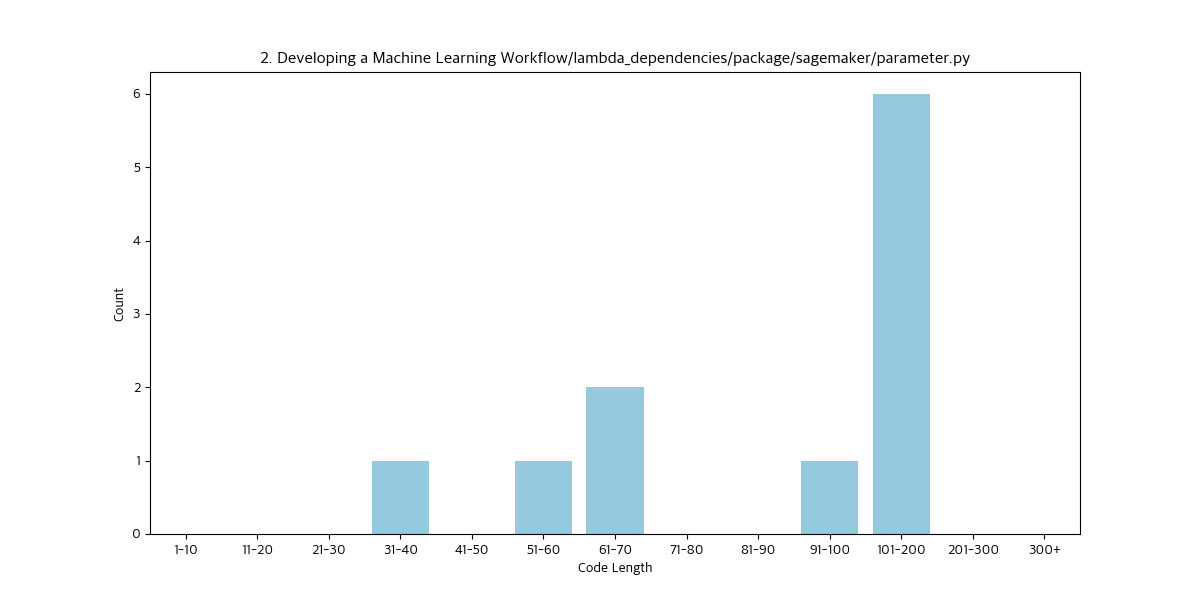 2. Developing a Machine Learning Workflow/lambda_dependencies/package/sagemaker/parameter.py
6
5
4
3
2
1
0
Count
1-10 11-20 21-30 31-40 41-50 51-60 61-70 71-80 81-90 91-100 101-200 201-300 300+
Code Length